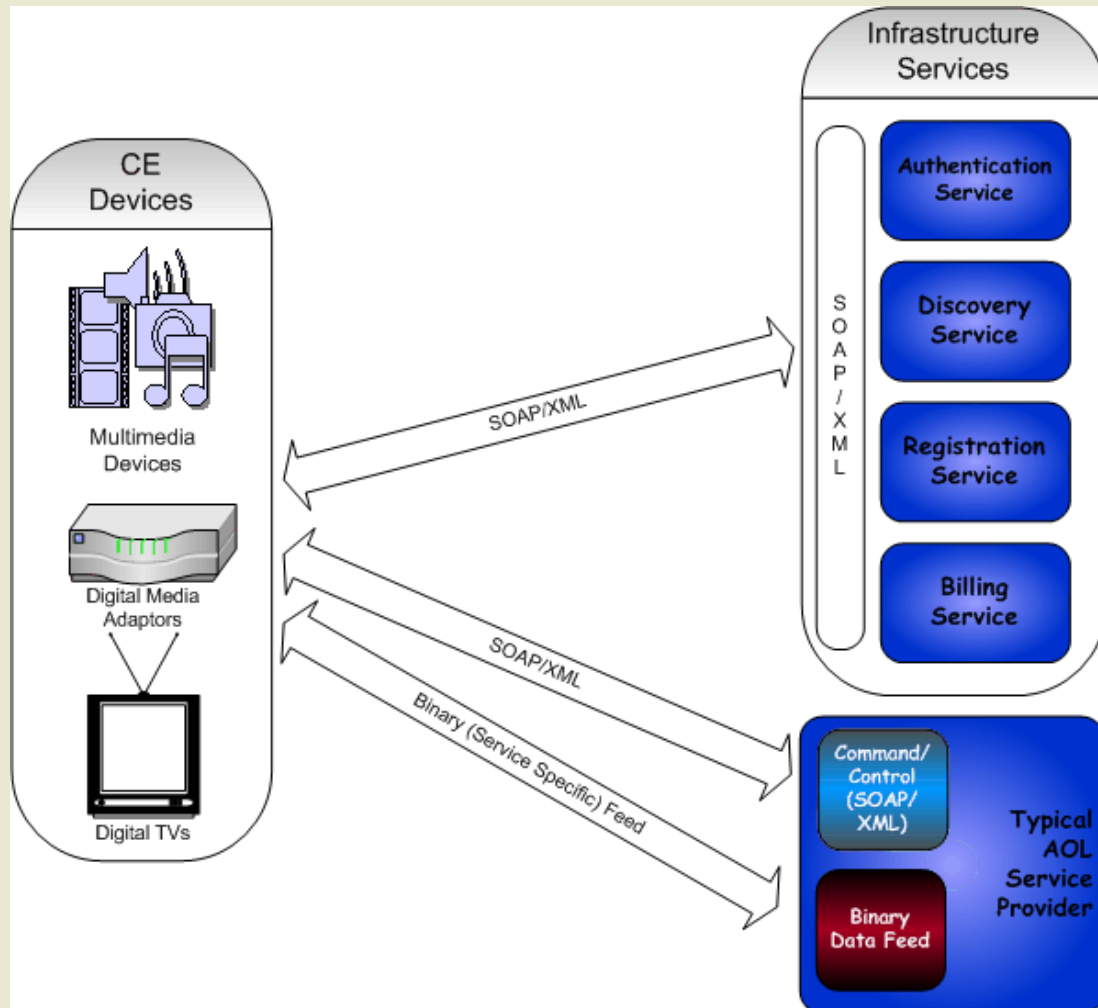 CE
Devices
Multimedia
Devices
Digital Media
Adaptors
Digital TVs
SOAP/XML
SOAP/XML
Binary (Service Specific) Feed
Infrastructure
Services
SOAP/XML
Authentication
Service
Discovery
Service
Registration
Service
Billing
Service
Command/
Control
(SOAP/
XML)
Binary
Data Feed
Typical
AOL
Service
Provider